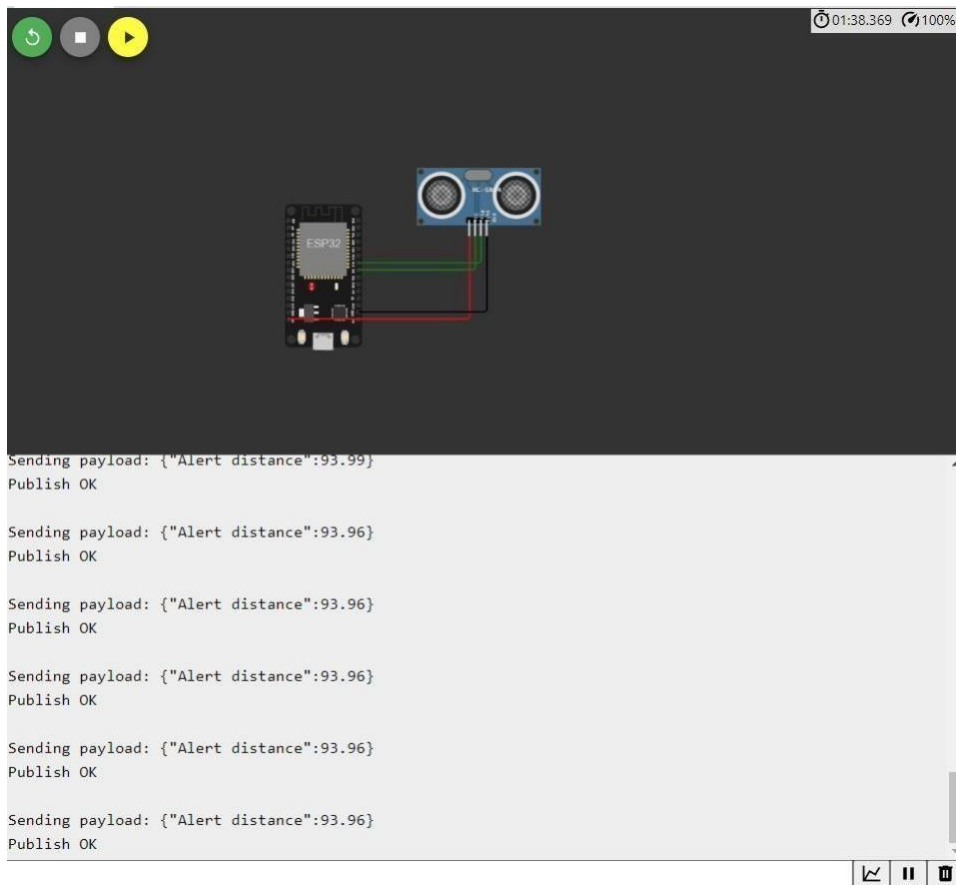 01:38.369 100%
ESP32
Sending payload: {"Alert distance":93.99}
Publish OK
Sending payload: {"Alert distance":93.96}
Publish OK
Sending payload: {"Alert distance":93.96}
Publish OK
Sending payload: {"Alert distance":93.96}
Publish OK
Sending payload: {"Alert distance":93.96}
Publish OK
Sending payload: {"Alert distance":93.96}
Publish OK